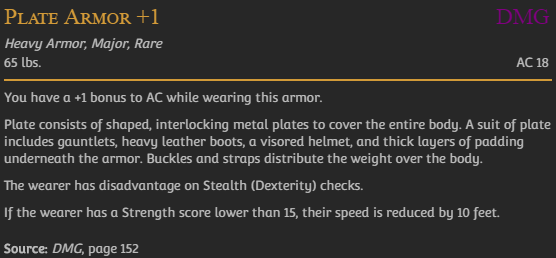 Plate Armor +1 DMG
Heavy Armor, Major, Rare
65 lbs. AC 18
You have a +1 bonus to AC while wearing this armor.
Plate consists of shaped, interlocking metal plates to cover the entire body. A suit of plate
includes gauntlets, heavy leather boots, a visored helmet, and thick layers of padding
underneath the armor. Buckles and straps distribute the weight over the body.
The wearer has disadvantage on Stealth (Dexterity) checks.
If the wearer has a Strength score lower than 15, their speed is reduced by 10 feet.
Source: DMG, page 152